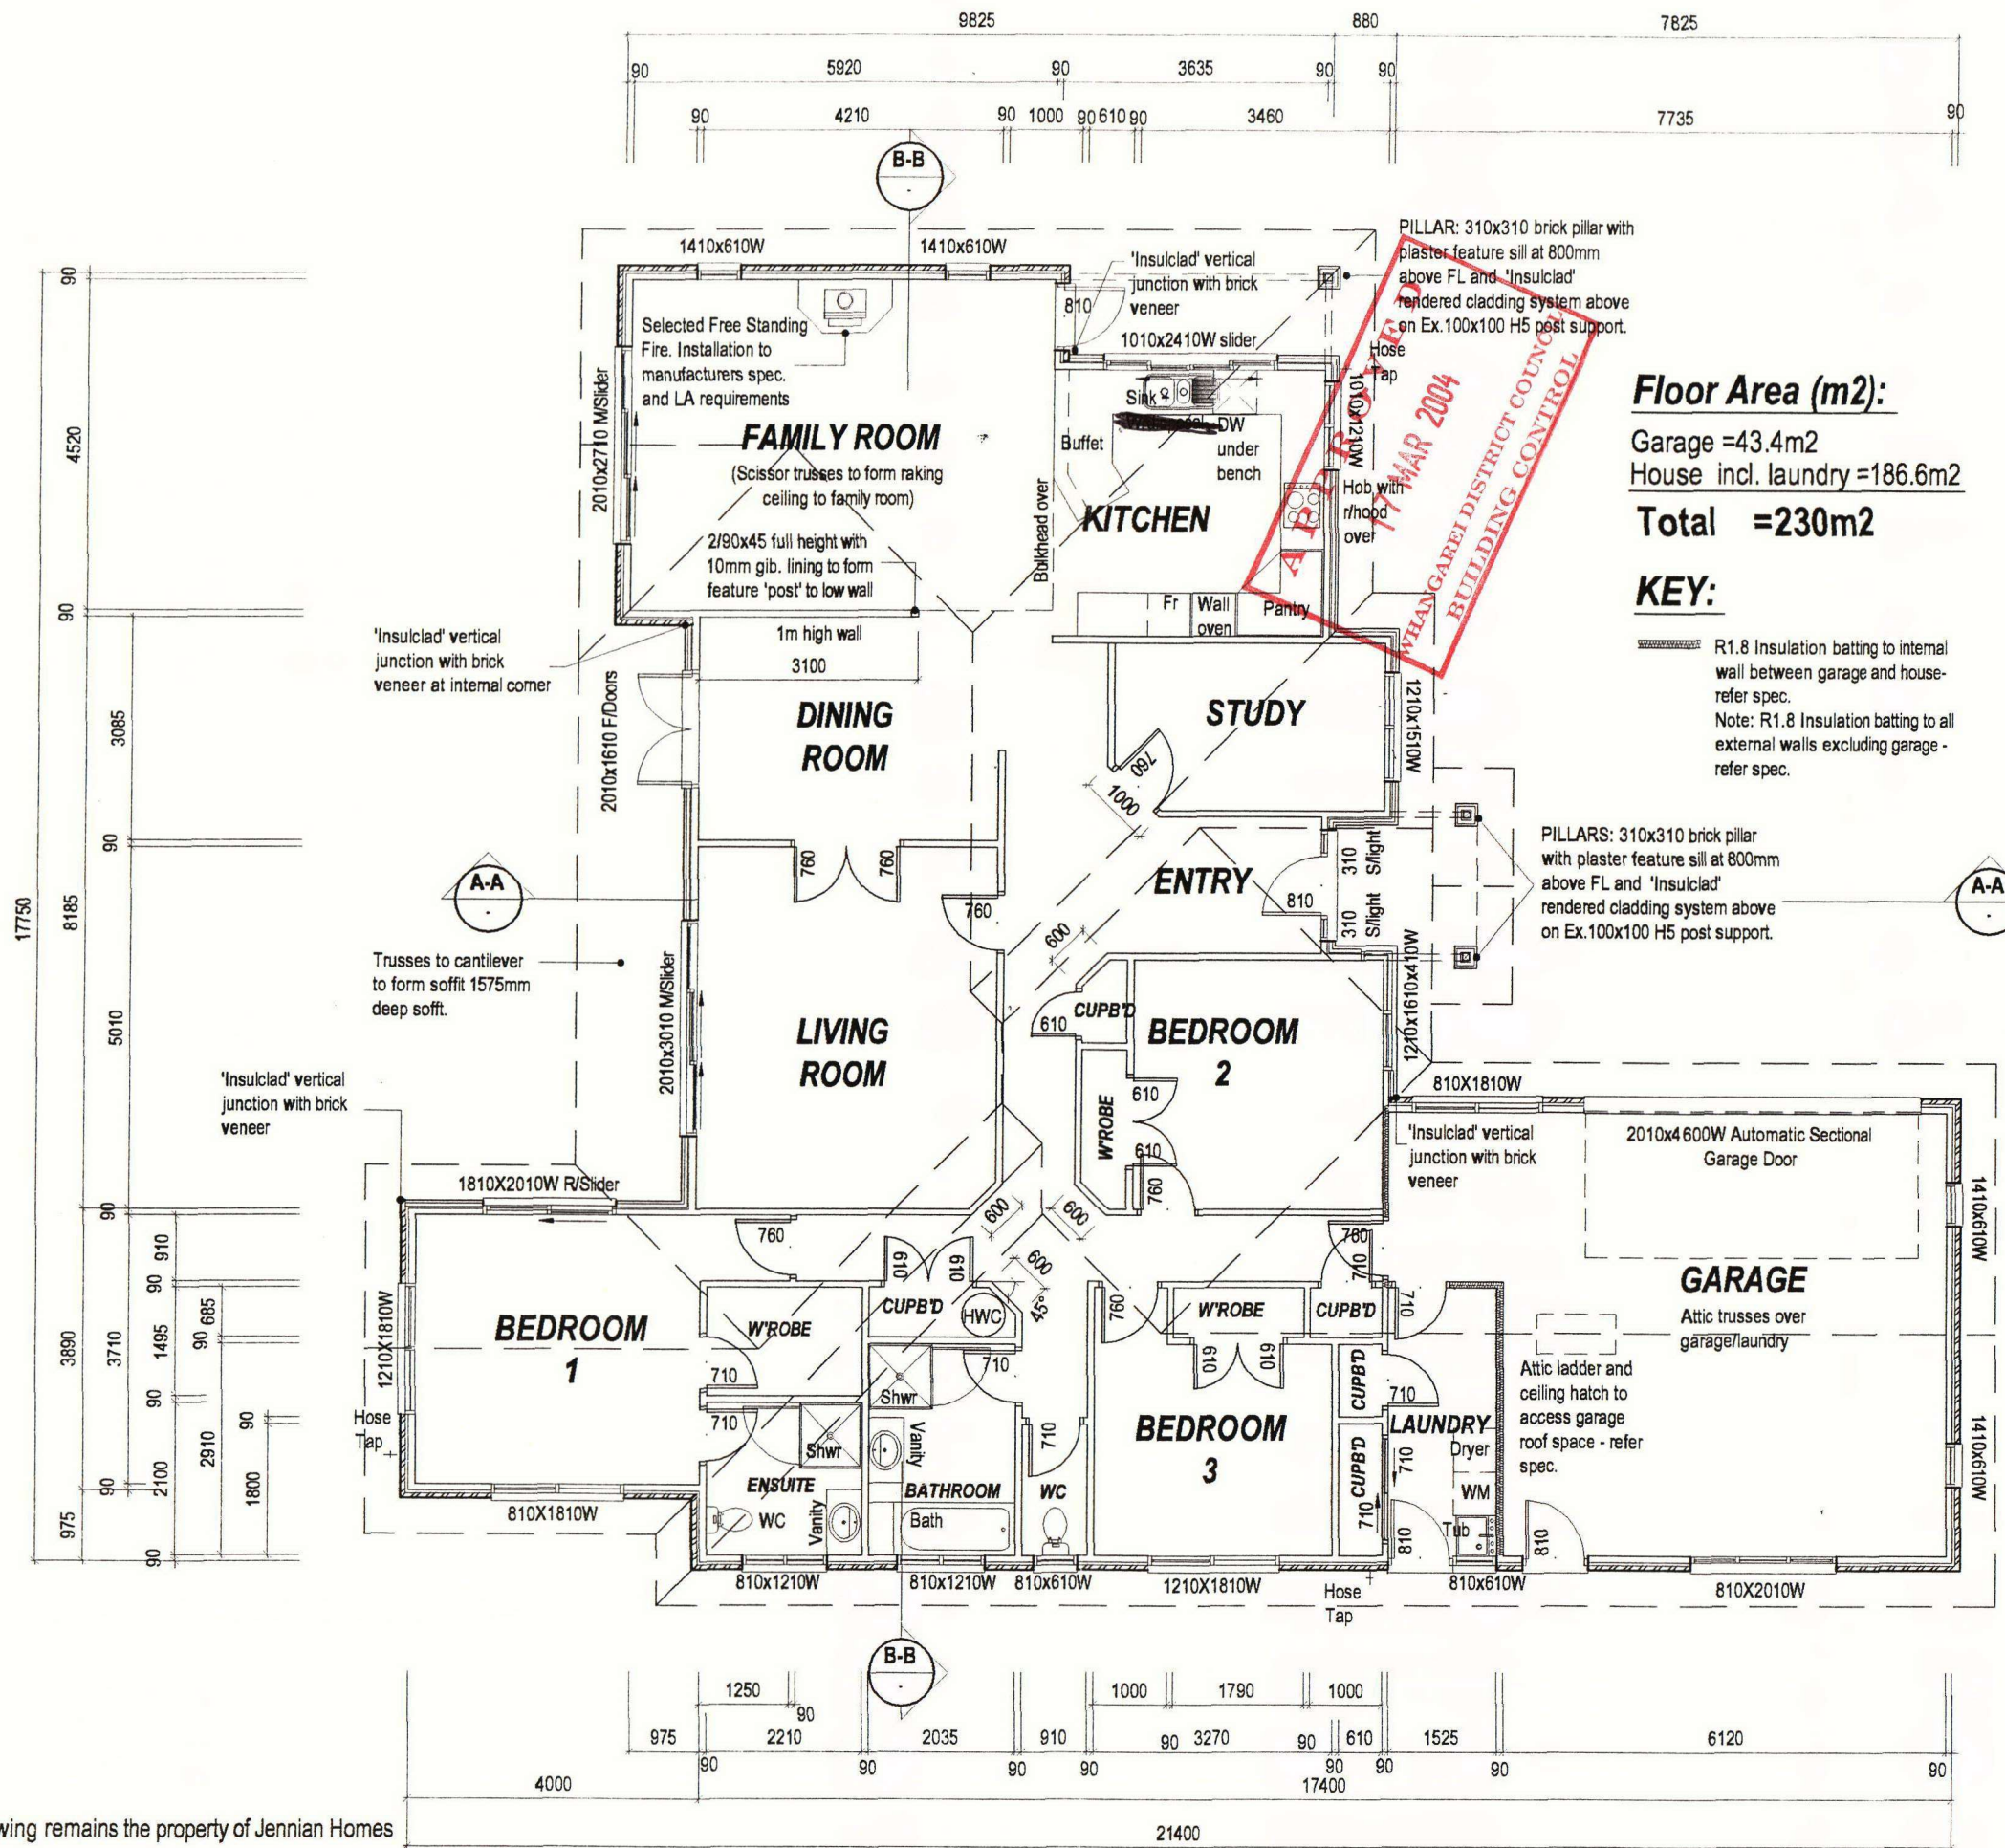 9825
880
7825
90
5920
90
3635
90
90
90
4210
90
1000
90
610
90
3460
7735
90
B-B
PILLAR: 310x310 brick pillar with
plaster feature sill at 800mm
above FL and 'Insulclad'
rendered cladding system above
on Ex.100x100 H5 post support.
1410x610W
1410x610W
'Insulclad' vertical
junction with brick
veneer
810
1010x2410W slider
Hose
Tap
1010x1210W
APPROVED
17 MAR 2004
WHANGAREI DISTRICT COUNCIL
BUILDING CONTROL
Selected Free Standing
Fire. Installation to
manufacturers spec.
and LA requirements
2010x2710 M/Slider
FAMILY ROOM
(Scissor trusses to form raking
ceiling to family room)
2/90x45 full height with
10mm gib. lining to form
feature 'post' to low wall
Bulkhead over
Sink +
DW
under
bench
Buffet
KITCHEN
Hob with
r/hood
over
Fr
Wall
oven
Pantry
Floor Area (m2):
Garage =43.4m2
House incl. laundry =186.6m2
Total =230m2
KEY:
R1.8 Insulation batting to internal
wall between garage and house-
refer spec.
Note: R1.8 Insulation batting to all
external walls excluding garage -
refer spec.
'Insulclad' vertical
junction with brick
veneer at internal corner
1m high wall
3100
2010x1610 F/Doors
DINING
ROOM
STUDY
760
1000
1210x1510W
760
760
ENTRY
810
310
S/light
310
S/light
PILLARS: 310x310 brick pillar
with plaster feature sill at 800mm
above FL and 'Insulclad'
rendered cladding system above
on Ex.100x100 H5 post support.
A-A
A-A
760
600
Trusses to cantilever
to form soffit 1575mm
deep sofft.
2010x3010 M/Slider
LIVING
ROOM
CUPB'D
610
BEDROOM
2
1210x1610x410W
W'ROBE
610
610
760
'Insulclad' vertical
junction with brick
veneer
810X1810W
'Insulclad' vertical
junction with brick
veneer
2010x4600W Automatic Sectional
Garage Door
1410x610W
1810X2010W R/Slider
600
600
600
45°
760
610
610
760
710
GARAGE
Attic trusses over
garage/laundry
BEDROOM
1
1210X1810W
W'ROBE
710
CUPB'D
HWC
710
760
W'ROBE
610
610
CUPB'D
710
Attic ladder and
ceiling hatch to
access garage
roof space - refer
spec.
Hose
Tap
710
Shwr
Shwr
Vanity
ENSUITE
WC
Vanity
BATHROOM
Bath
710
WC
BEDROOM
3
CUPB'D
710
CUPB'D
LAUNDRY
710
Dryer
WM
Tub
710
810
810
1410x610W
810X1810W
810x1210W
810x1210W
810x610W
1210X1810W
Hose
Tap
810x610W
810X2010W
17750
90
4520
90
3085
90
8185
5010
90
910
90
685
3890
3710
1495
90
90
2910
90
90
2100
1800
975
90
B-B
1250
90
1000
1790
1000
975
2210
2035
910
90
3270
90
610
1525
6120
90
90
90
90
90
90
90
90
4000
17400
21400
wing remains the property of Jennian Homes